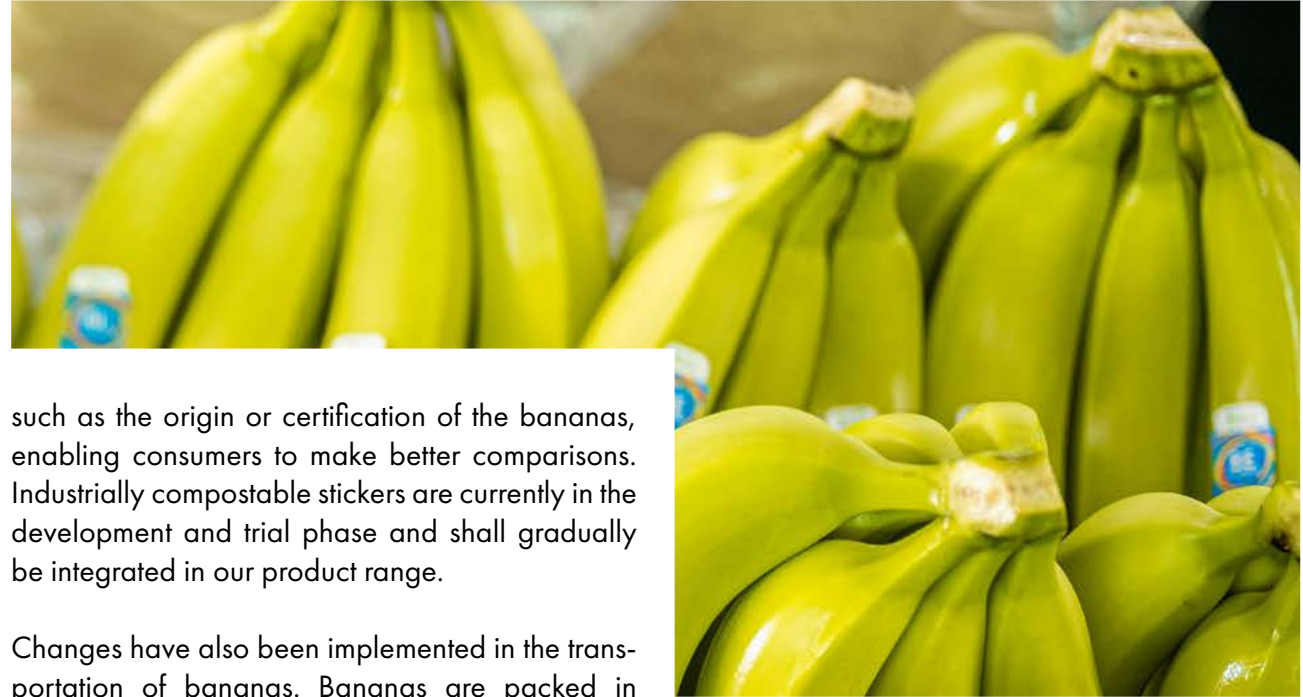 such as the origin or certification of the bananas,
enabling consumers to make better comparisons.
Industrially compostable stickers are currently in the
development and trial phase and shall gradually
be integrated in our product range.
Changes have also been implemented in the trans-
portation of bananas. Bananas are packed in